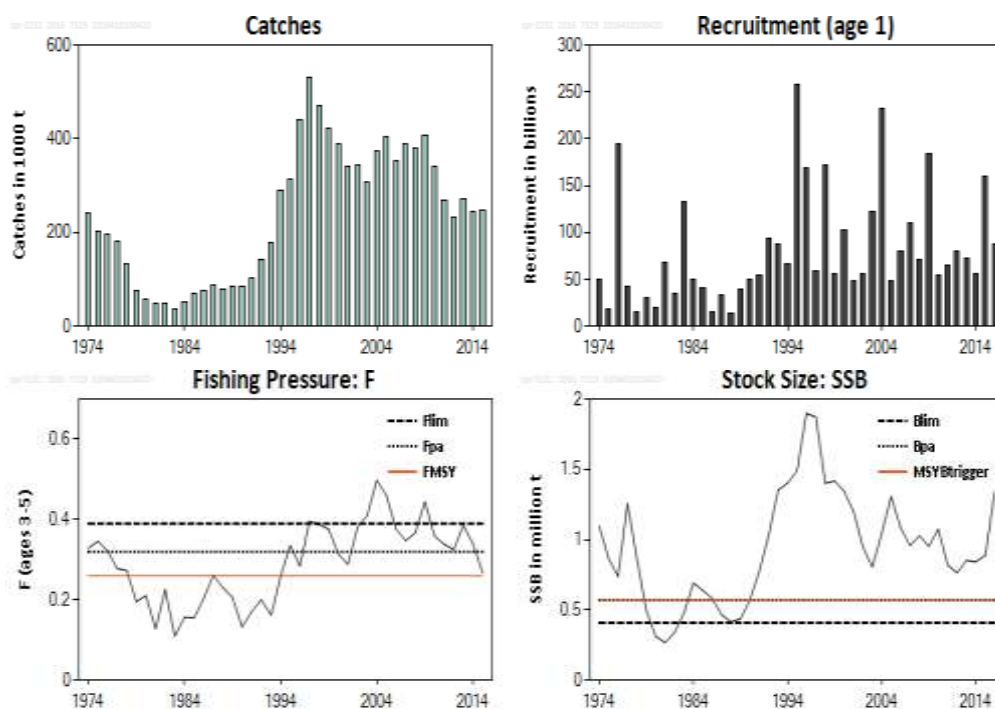 Catches
600
400
200
0
Catches in 1000 t
1974
1984
1994
2004
2014
Recruitment (age 1)
300
250
200
150
100
50
0
Recruitment in billions
1974
1984
1994
2004
2014
Fishing Pressure: F
0.6
0.4
0.2
0
F (ages 3-5)
Flim
Fpa
FMSY
1974
1984
1994
2004
2014
Stock Size: SSB
2
1.5
1
0.5
0
SSB in million t
Blim
Bpa
MSYBtrigger
1974
1984
1994
2004
2014